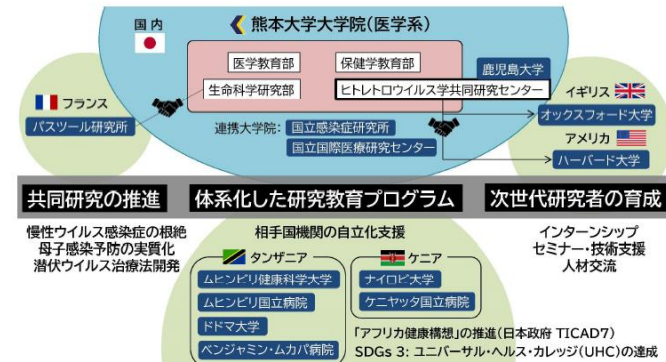 国内
熊本大学大学院(医学系)
医学教育部
保健学教育部
生命科学研究部
ヒトレトロウイルス学共同研究センター
鹿児島大学
連携大学院:
国立感染症研究所
国立国際医療研究センター
フランス
パスツール研究所
イギリス
オックスフォード大学
アメリカ
ハーバード大学
共同研究の推進
体系化した研究教育プログラム
次世代研究者の育成
慢性ウイルス感染症の根絶
母子感染予防の実質化
潜伏ウイルス治療法開発
相手国機関の自立化支援
インターンシップ
セミナー・技術支援
人材交流
タンザニア
ムヒンビリ健康科学大学
ムヒンビリ国立病院
ドドマ大学
ベンジャミン・ムカパ病院
ケニア
ナイロビ大学
ケニヤッタ国立病院
「アフリカ健康構想」の推進(日本政府 TICAD7)
SDGs 3: ユニバーサル・ヘルス・カレッジ(UHC)の達成